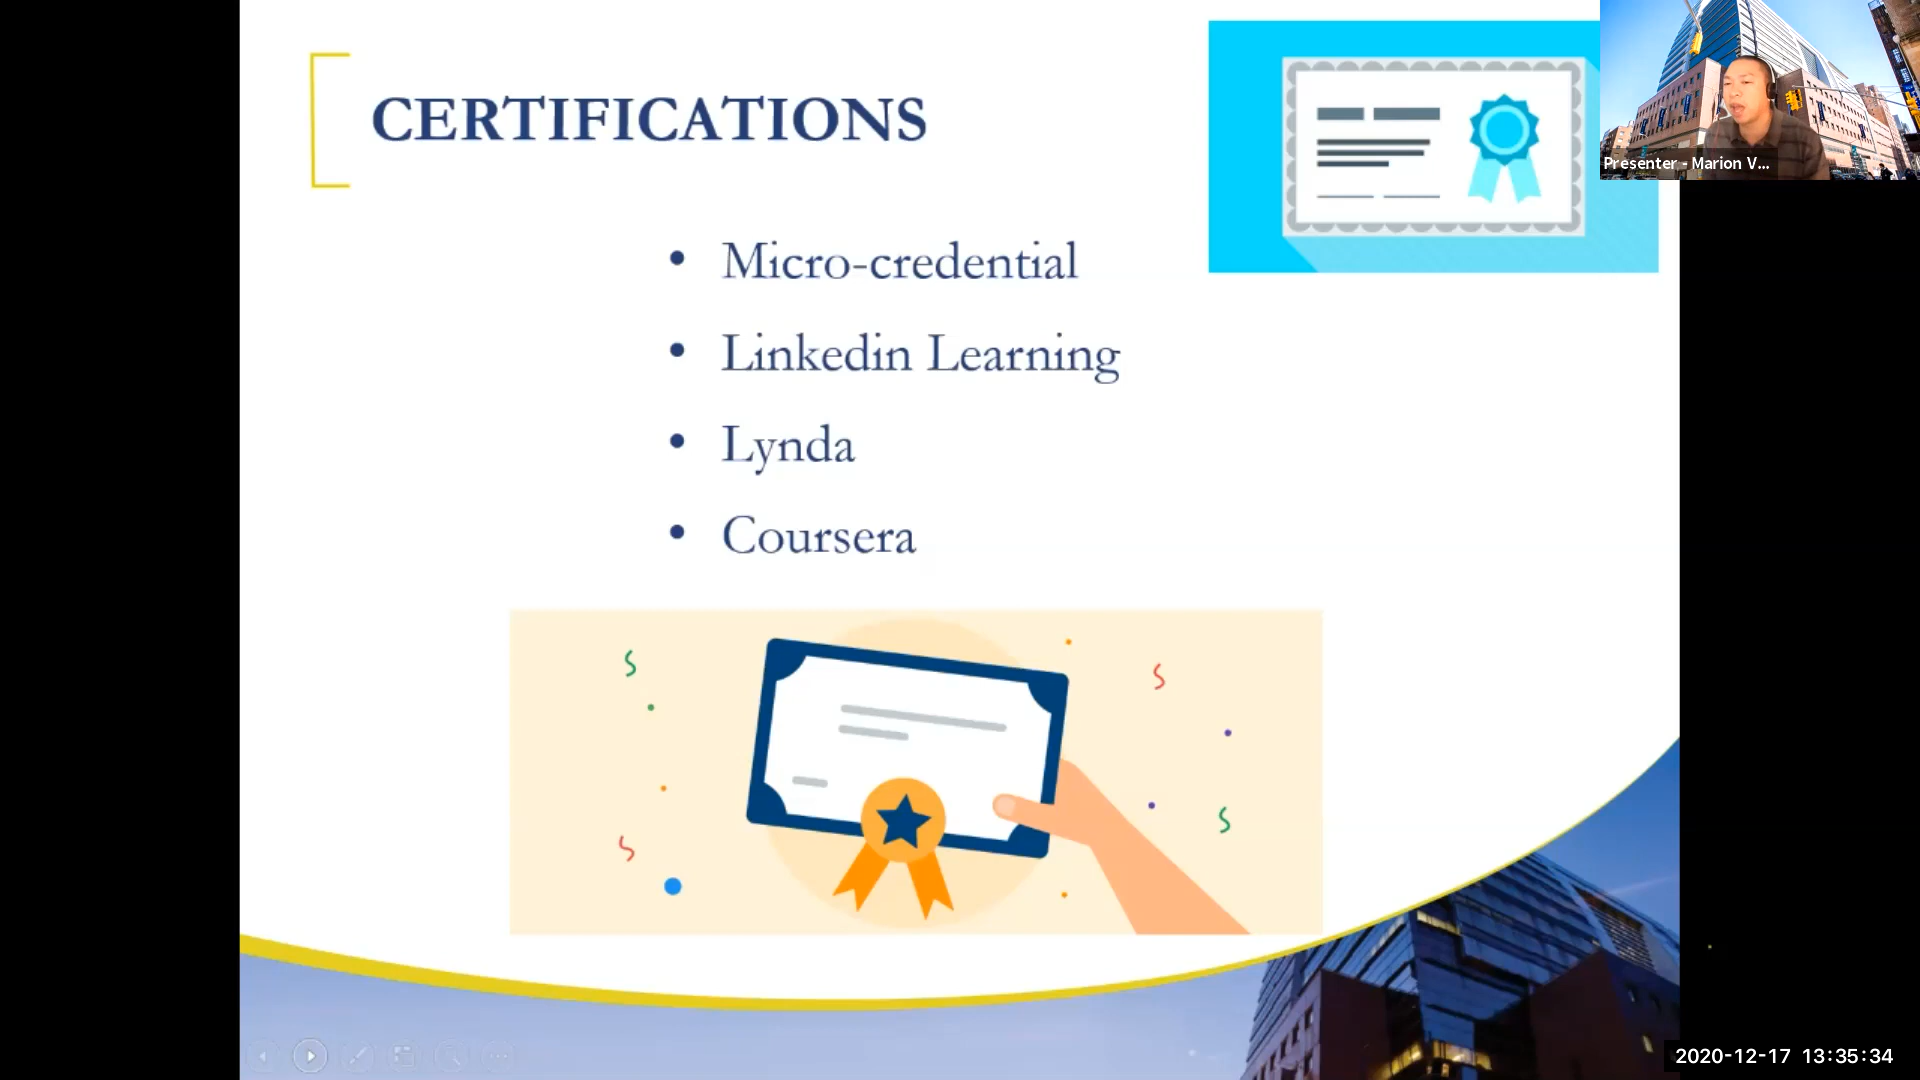 CERTIFICATIONS
• Micro-credential
• Linkedin Learning
• Lynda
• Coursera
Presenter - Marion V...
2020-12-17 13:35:34